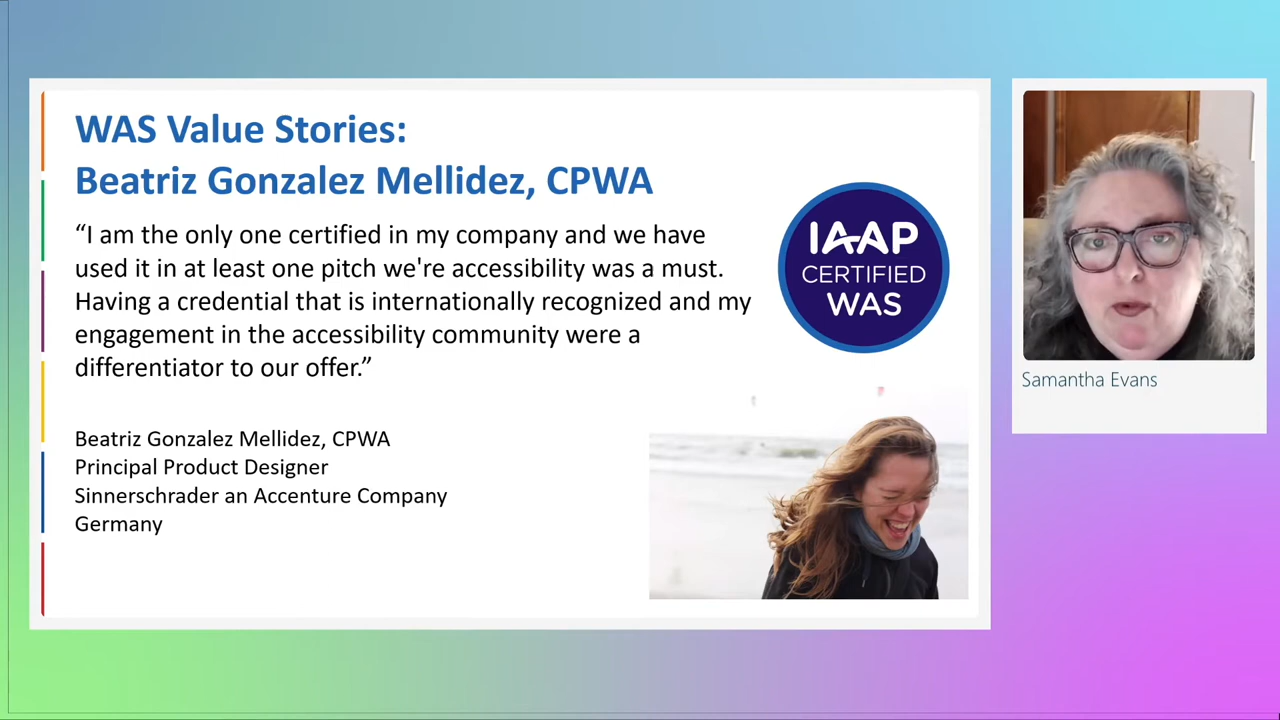 WAS Value Stories:
Beatriz Gonzalez Mellidez, CPWA
“I am the only one certified in my company and we have
used it in at least one pitch we're accessibility was a must.
Having a credential that is internationally recognized and my
engagement in the accessibility community were a
differentiator to our offer.”
Beatriz Gonzalez Mellidez, CPWA
Principal Product Designer
Sinnerschrader an Accenture Company
Germany
IAAP
CERTIFIED
WAS
Samantha Evans